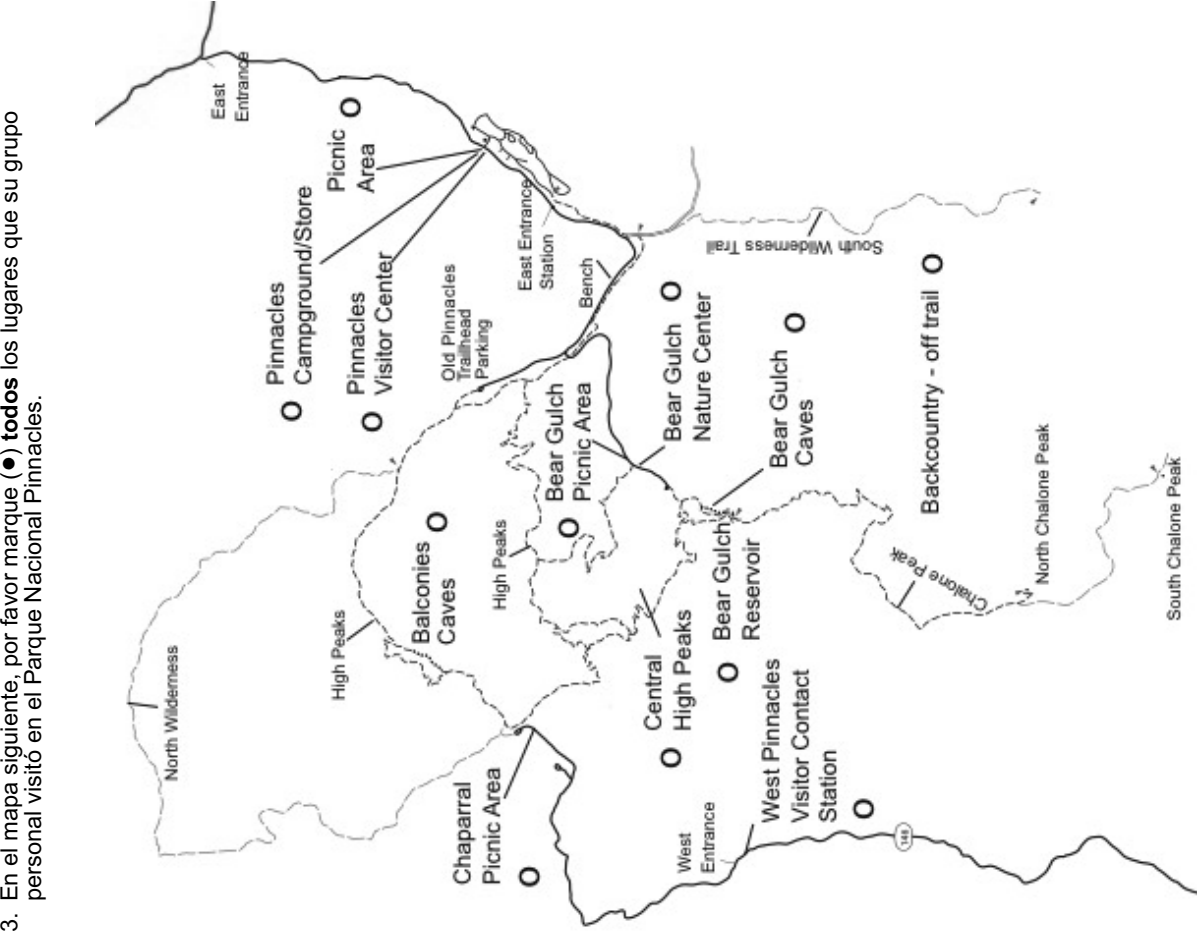 3. En el mapa siguiente, por favor marque (●) todos los lugares que su grupo
personal visitó en el Parque Nacional Pinnacles.
East
Entrance
Picnic
Area
Pinnacles
Campground/Store
Pinnacles
Visitor Center
East Entrance
Station
Old Pinnacles
Trailhead
Parking
Bench
South Wilderness Trail
Bear Gulch
Nature Center
Bear Gulch
Picnic Area
Bear Gulch
Caves
Backcountry - off trail
High Peaks
Balconies
Caves
High Peaks
North Wilderness
Central
High Peaks
Bear Gulch
Reservoir
Chalone Peak
North Chalone Peak
South Chalone Peak
Chaparral
Picnic Area
West
Entrance
West Pinnacles
Visitor Contact
Station
146